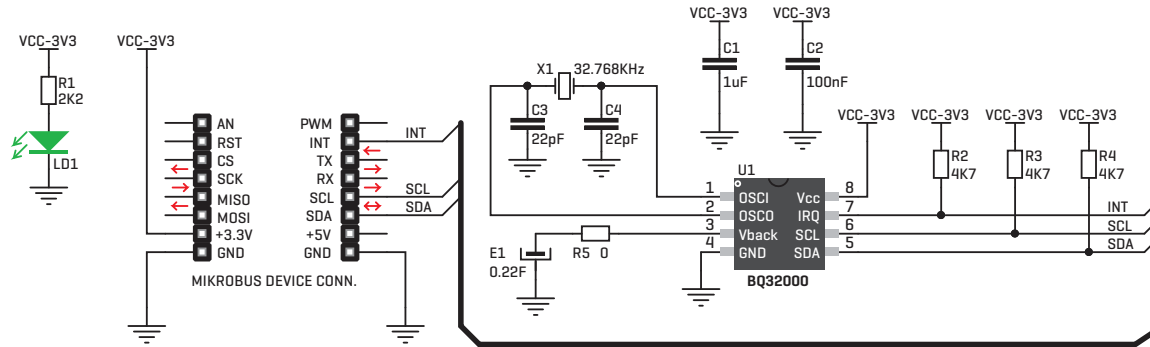 VCC-3V3
R1
2K2
LD1
VCC-3V3
AN
RST
CS
SCK
MISO
MOSI
+3.3V
GND
PWM
INT
TX
RX
SCL
SDA
+5V
GND
MIKROBUS DEVICE CONN.
INT
SCL
SDA
X1
32.768KHz
C3
22pF
C4
22pF
VCC-3V3
C1
1uF
VCC-3V3
C2
100nF
E1
0.22F
R5 0
U1
1 OSCI Vcc 8
2 OSCO IRQ 7
3 Vback SCL 6
4 GND SDA 5
BQ32000
VCC-3V3
VCC-3V3
R2
4K7
VCC-3V3
R3
4K7
VCC-3V3
R4
4K7
INT
SCL
SDA